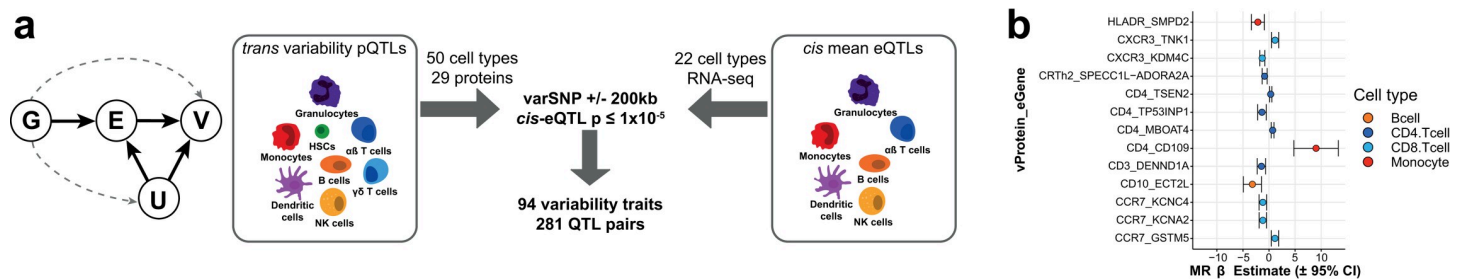 a
G
E
V
U
trans variability pQTLs
Granulocytes
Monocytes
HSCs
αß T cells
B cells
γδ T cells
Dendritic
cells
NK cells
50 cell types
29 proteins
varSNP +/- 200kb
cis-eQTL p ≤ 1x10⁻⁵
94 variability traits
281 QTL pairs
22 cell types
RNA-seq
cis mean eQTLs
Granulocytes
Monocytes
αß T cells
B cells
Dendritic
cells
NK cells
b
vProtein_eGene
HLADR_SMPD2
CXCR3_TNK1
CXCR3_KDM4C
CRTh2_SPECC1L−ADORA2A
CD4_TSEN2
CD4_TP53INP1
CD4_MBOAT4
CD4_CD109
CD3_DENND1A
CD10_ECT2L
CCR7_KCNC4
CCR7_KCNA2
CCR7_GSTM5
−10 −5 0 5 10
MR β Estimate (± 95% CI)
Cell type
Bcell
CD4.Tcell
CD8.Tcell
Monocyte